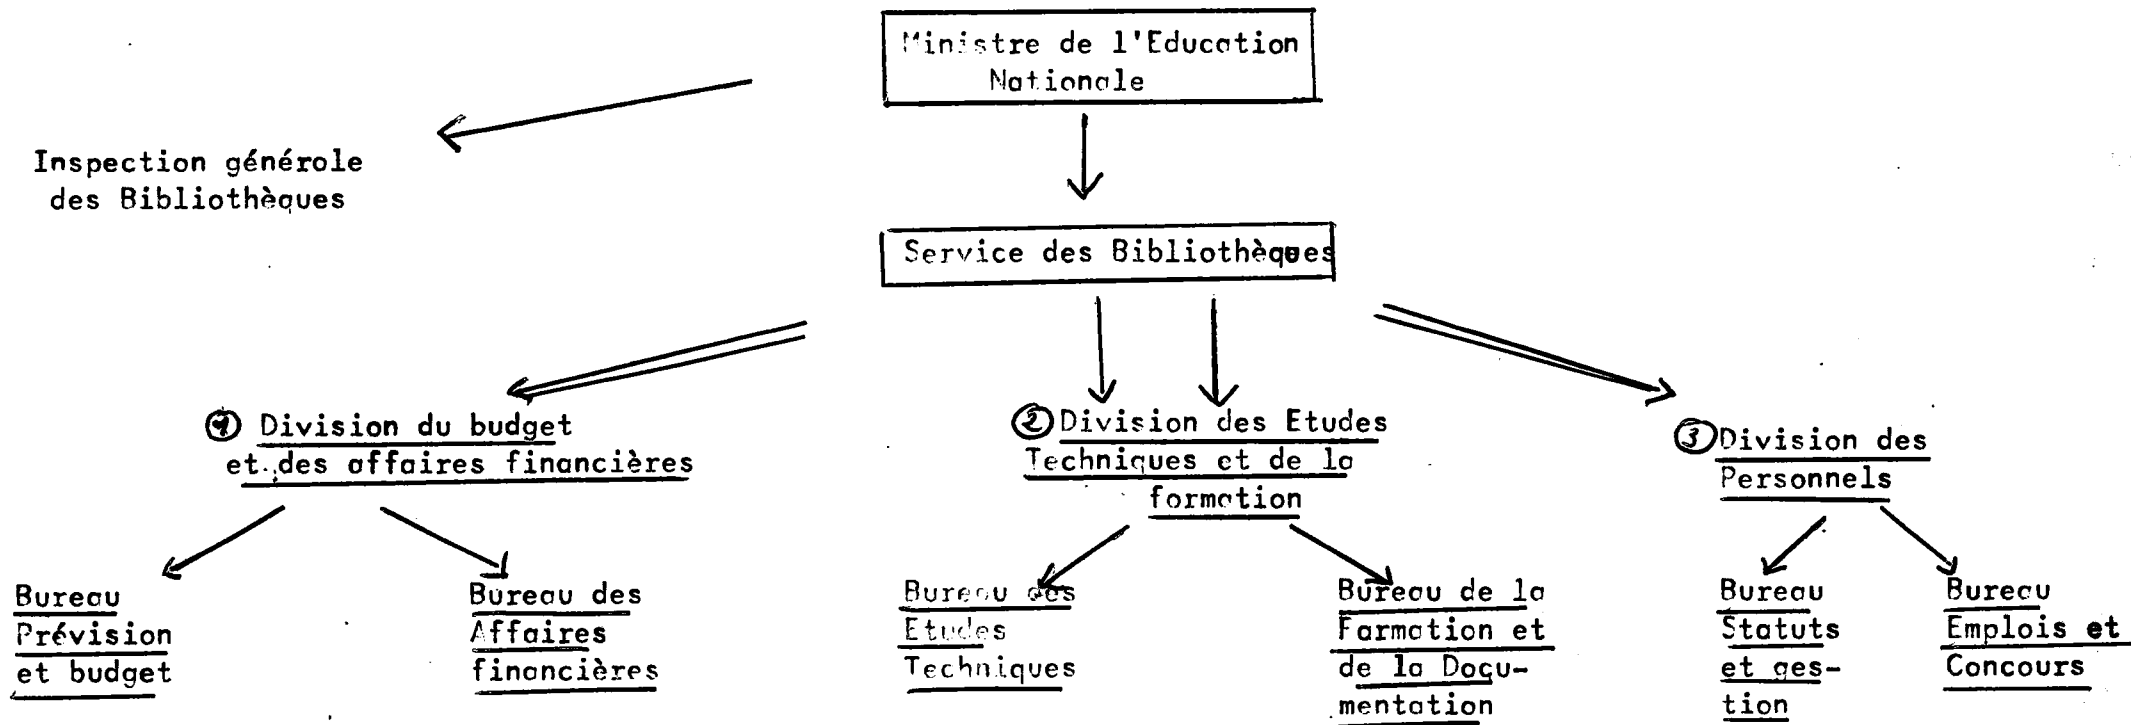 Ministre de l'Education
Nationale
Inspection générole
des Bibliothèques
Service des Bibliothèques
① Division du budget
et des affaires financières
② Division des Etudes
Techniques et de la
formation
③ Division des
Personnels
Bureau
Prévision
et budget
Bureau des
Affaires
financières
Bureau des
Etudes
Techniques
Bureau de la
Farmation et
de la Docu-
mentation
Bureau
Statuts
et ges-
tion
Bureau
Emplois et
Concours